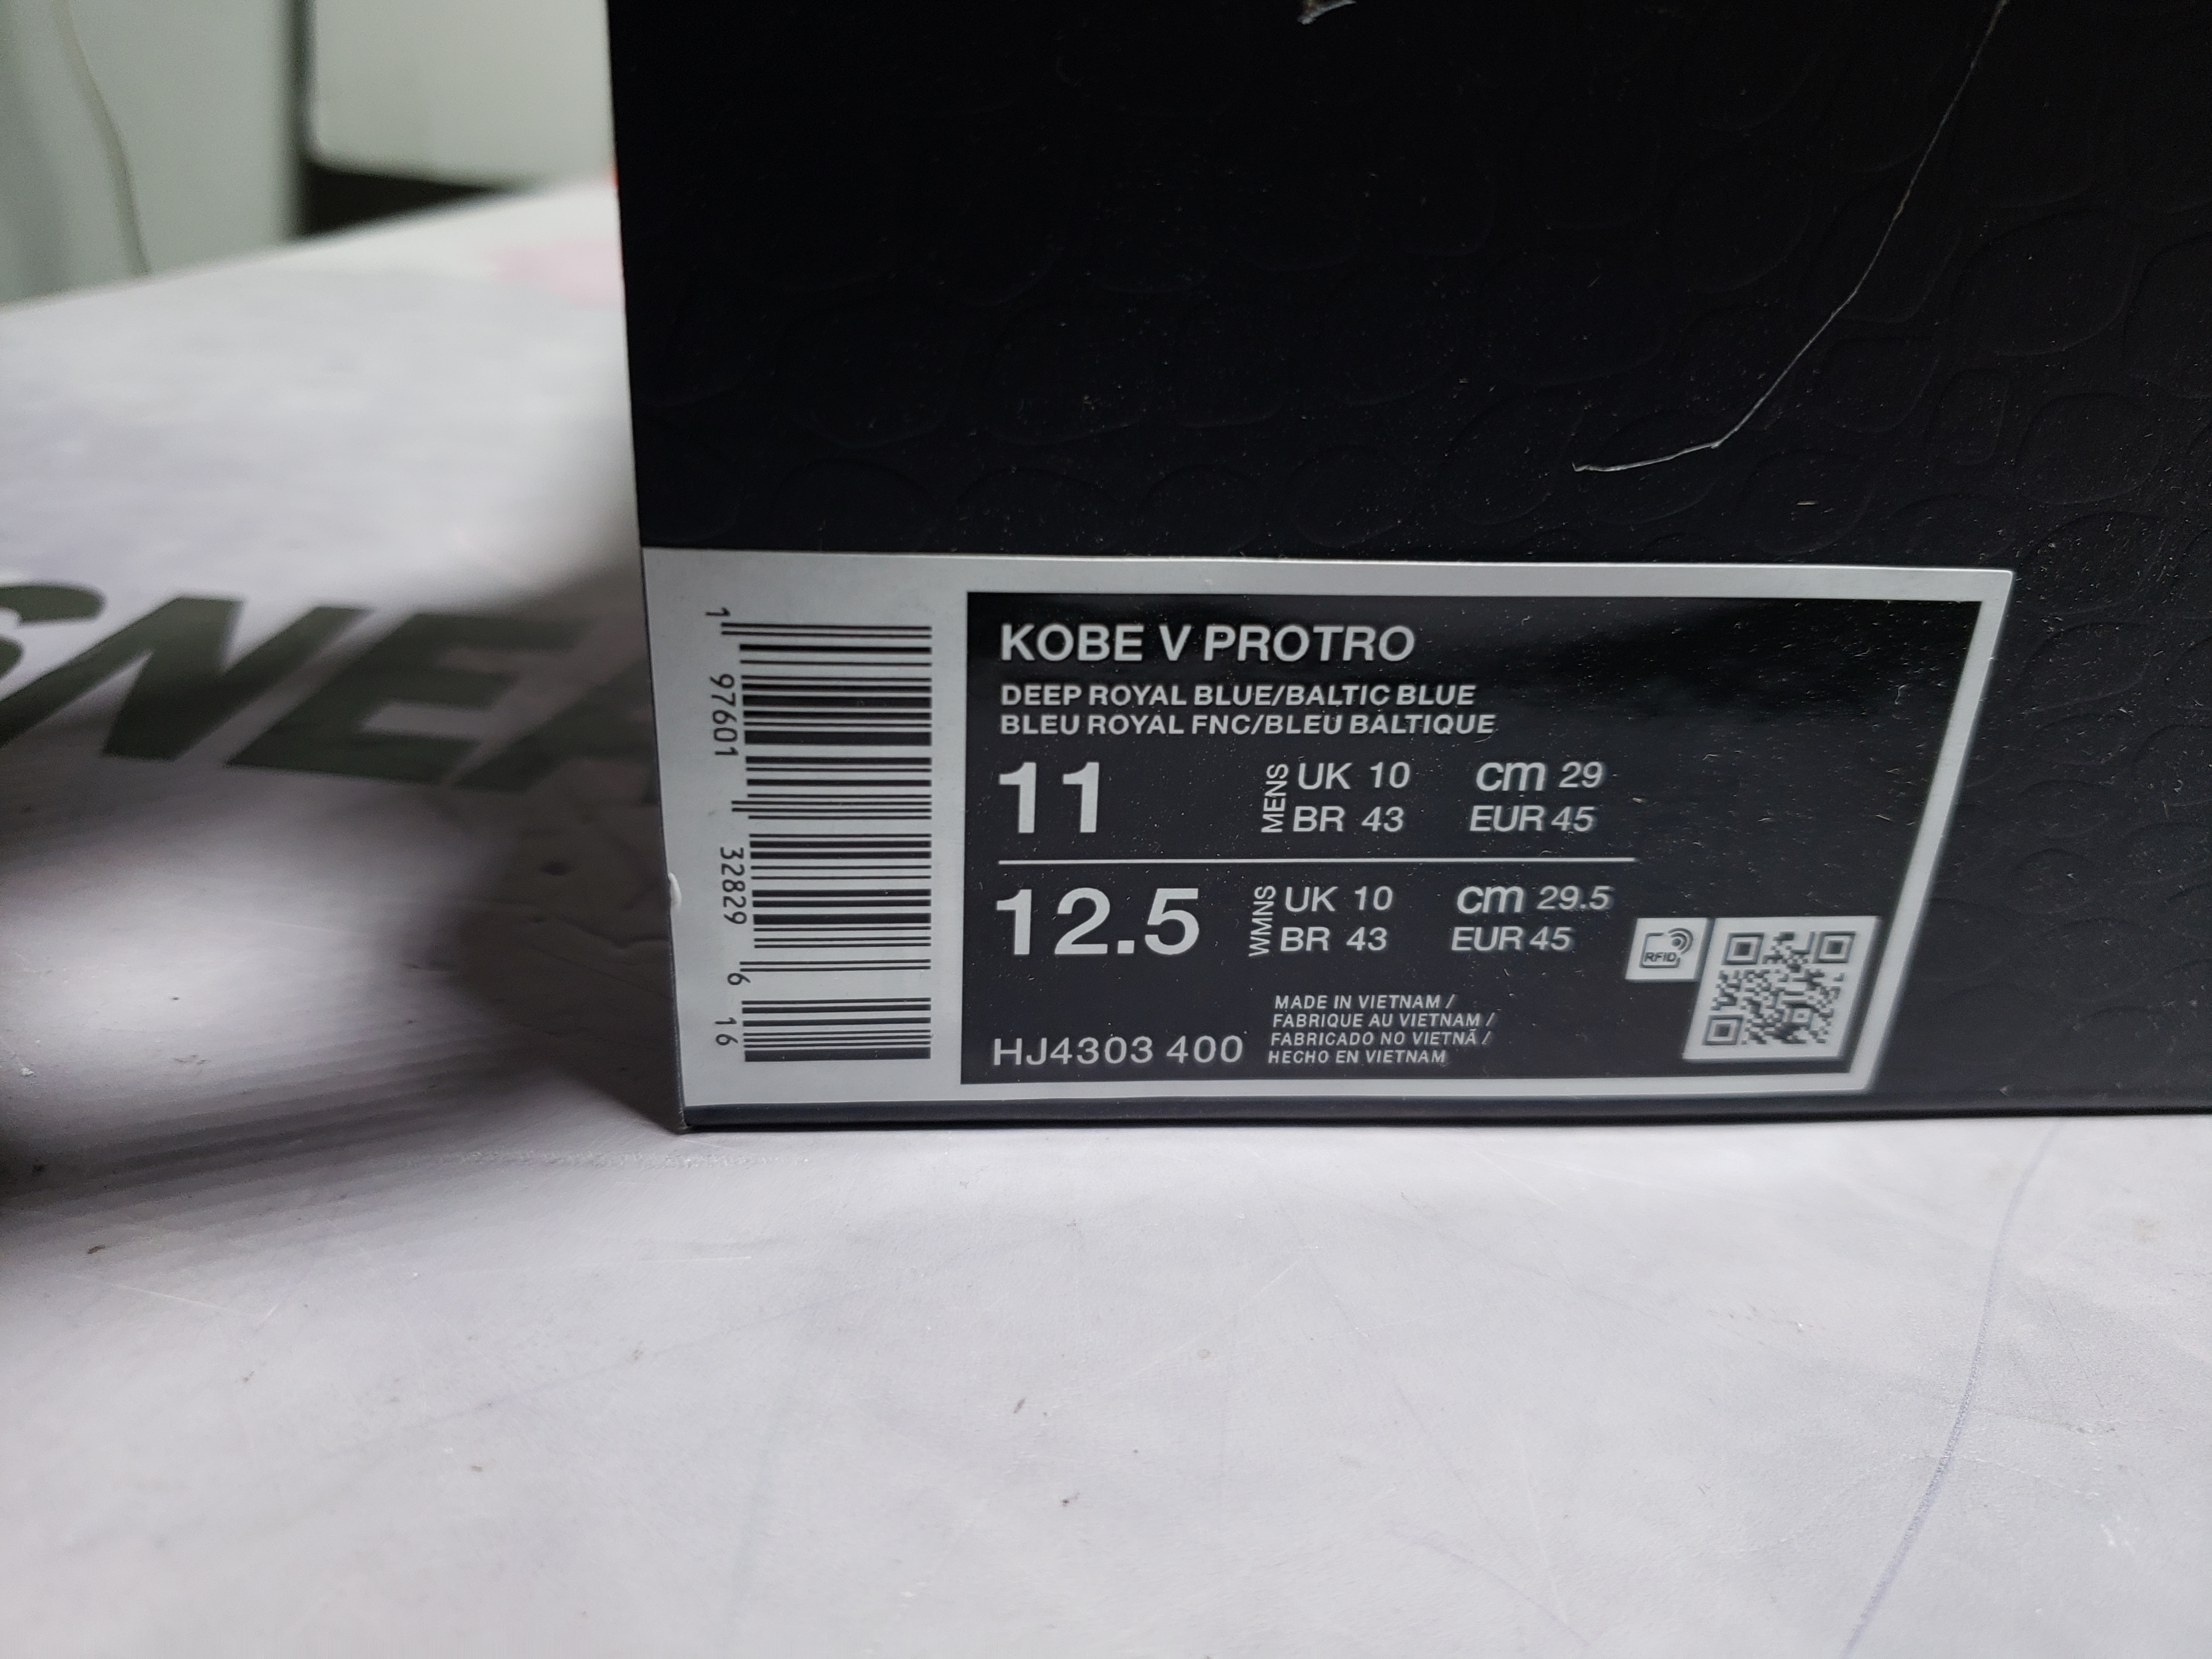 SNEA
1 97601 32829 6 16
KOBE V PROTRO
DEEP ROYAL BLUE/BALTIC BLUE
BLEU ROYAL FNC/BLEU BALTIQUE
11 MENS UK 10 cm 29
BR 43 EUR 45
12.5 WMNS UK 10 cm 29.5
BR 43 EUR 45
RFID
MADE IN VIETNAM /
FABRIQUE AU VIETNAM /
FABRICADO NO VIETNÃ /
HECHO EN VIETNAM
HJ4303 400